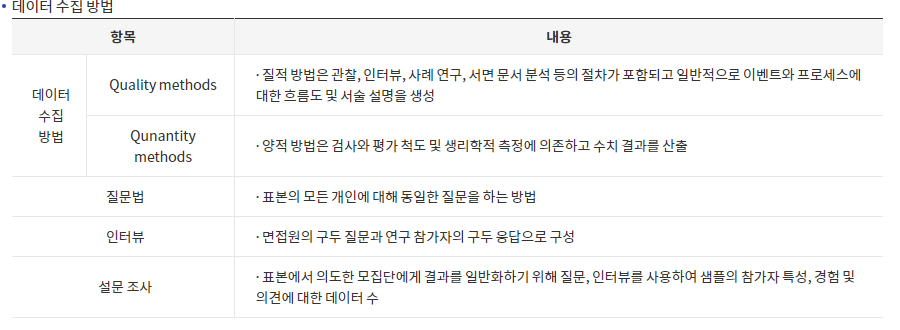 • 데이터 수집 방법
항목 내용
데이터 수집 방법
Quality methods
· 질적 방법은 관찰, 인터뷰, 사례 연구, 서면 문서 분석 등의 절차가 포함되고 일반적으로 이벤트와 프로세스에
대한 흐름도 및 서술 설명을 생성
Qunantity
methods
· 양적 방법은 검사와 평가 척도 및 생리학적 측정에 의존하고 수치 결과를 산출
질문법
· 표본의 모든 개인에 대해 동일한 질문을 하는 방법
인터뷰
· 면접원의 구두 질문과 연구 참가자의 구두 응답으로 구성
설문 조사
· 표본에서 의도한 모집단에게 결과를 일반화하기 위해 질문, 인터뷰를 사용하여 샘플의 참가자 특성, 경험 및
의견에 대한 데이터 수